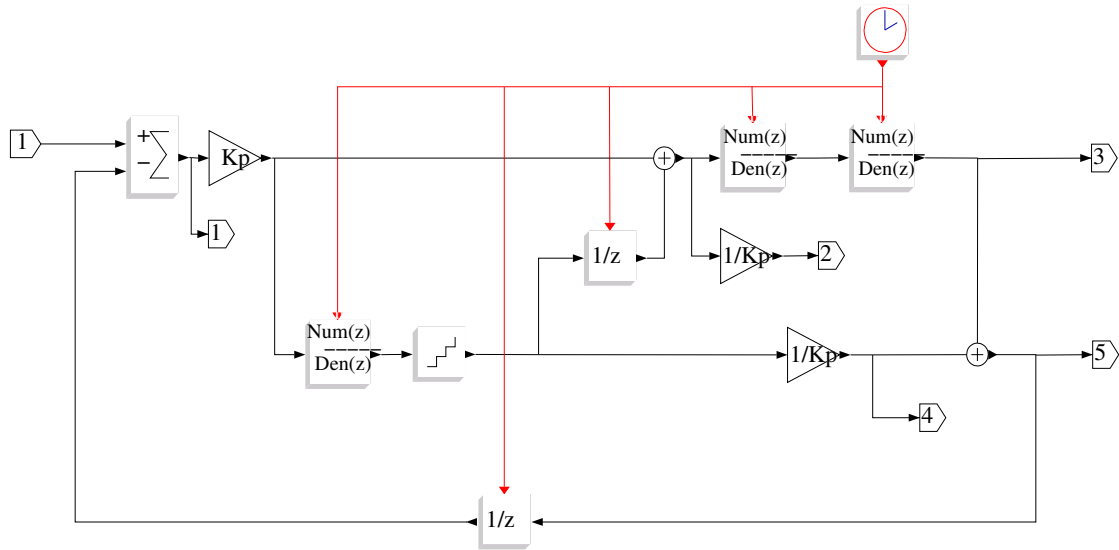 1
+
−
Kp
1
Num(z)
Den(z)
Num(z)
Den(z)
3
1/z
1/Kp
2
Num(z)
Den(z)
1/Kp
5
4
1/z
+
+